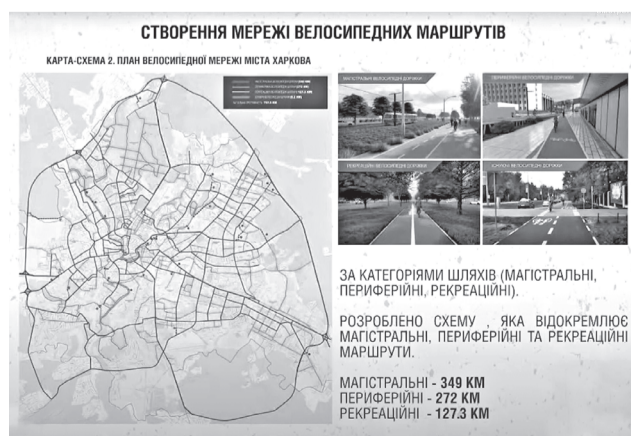 СТВОРЕННЯ МЕРЕЖІ ВЕЛОСИПЕДНИХ МАРШРУТІВ
КАРТА-СХЕМА 2. ПЛАН ВЕЛОСИПЕДНОЇ МЕРЕЖІ МІСТА ХАРКОВА
МАГІСТРАЛЬНІ ВЕЛОСИПЕДНІ ДОРІЖКИ
ПЕРИФЕРІЙНІ ВЕЛОСИПЕДНІ ДОРІЖКИ
РЕКРЕАЦІЙНІ ВЕЛОСИПЕДНІ ДОРІЖКИ
ВЕЛОСИПЕДНІ ДОРІЖКИ
ЗА КАТЕГОРІЯМИ ШЛЯХІВ (МАГІСТРАЛЬНІ,
ПЕРИФЕРІЙНІ, РЕКРЕАЦІЙНІ).
РОЗРОБЛЕНО СХЕМУ , ЯКА ВІДОКРЕМЛЮЄ
МАГІСТРАЛЬНІ, ПЕРИФЕРІЙНІ ТА РЕКРЕАЦІЙНІ
МАРШРУТИ.
МАГІСТРАЛЬНІ - 349 КМ
ПЕРИФЕРІЙНІ - 272 КМ
РЕКРЕАЦІЙНІ - 127.3 КМ